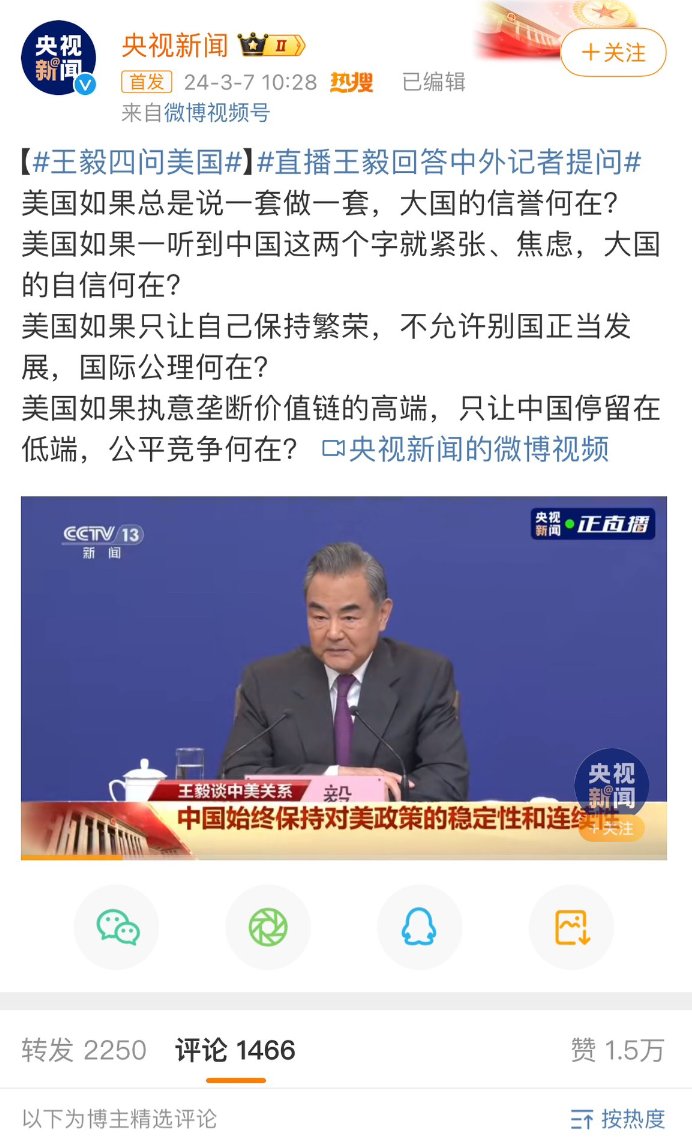 央视
新闻
央视新闻
II
+关注
首发 24-3-7 10:28 热搜 已编辑
来自微博视频号
【#王毅四问美国#】#直播王毅回答中外记者提问#
美国如果总是说一套做一套，大国的信誉何在？
美国如果一听到中国这两个字就紧张、焦虑，大国
的自信何在？
美国如果只让自己保持繁荣，不允许别国正当发
展，国际公理何在？
美国如果执意垄断价值链的高端，只让中国停留在
低端，公平竞争何在？ 央视新闻的微博视频
CCTV 13
新 闻
央视
新闻
正直播
央视
新闻
王毅谈中美关系
毅
中国始终保持对美政策的稳定性和连续性
+关注
转发 2250 评论 1466 赞 1.5万
以下为博主精选评论 按热度